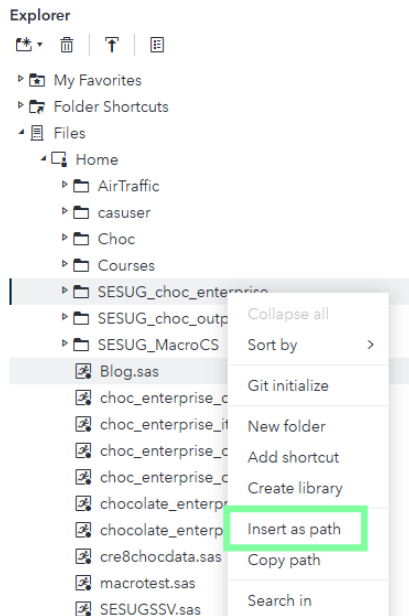 Explorer
My Favorites
Folder Shortcuts
Files
Home
AirTraffic
casuser
Choc
Courses
SESUG_choc_enterprise
SESUG_choc_outp
SESUG_MacroCS
Blog.sas
choc_enterprise_c
choc_enterprise_it
choc_enterprise_c
choc_enterprise_c
chocolate_enterpr
chocolate_enterp
cre8chocdata.sas
macrotest.sas
SESUGSSV.sas
Collapse all
Sort by
Git initialize
New folder
Add shortcut
Create library
Insert as path
Copy path
Search in